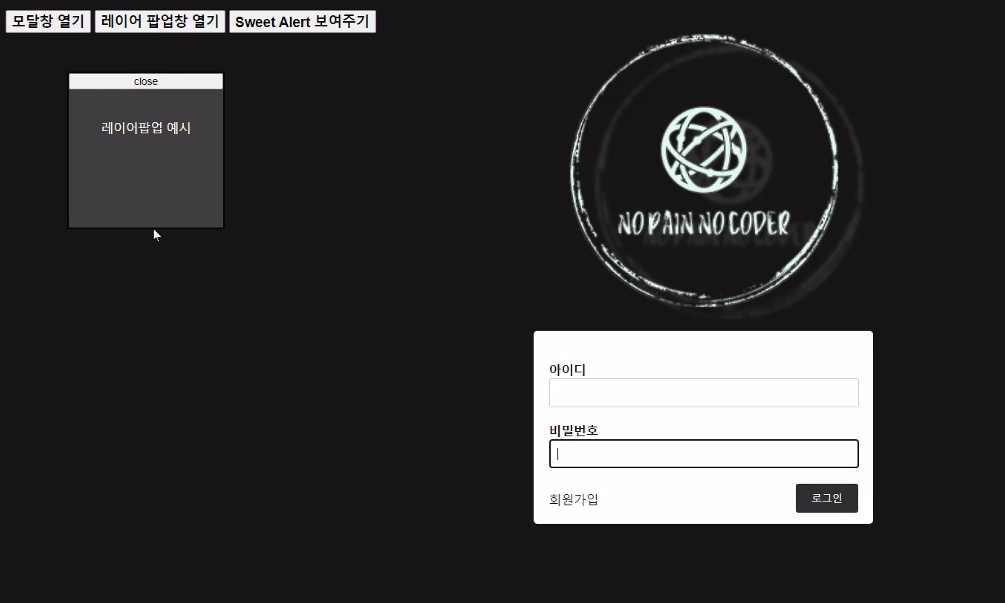 모달창 열기 레이어 팝업창 열기 Sweet Alert 보여주기
close
레이어팝업 예시
NO PAIN NO CODER
아이디
비밀번호
회원가입 로그인